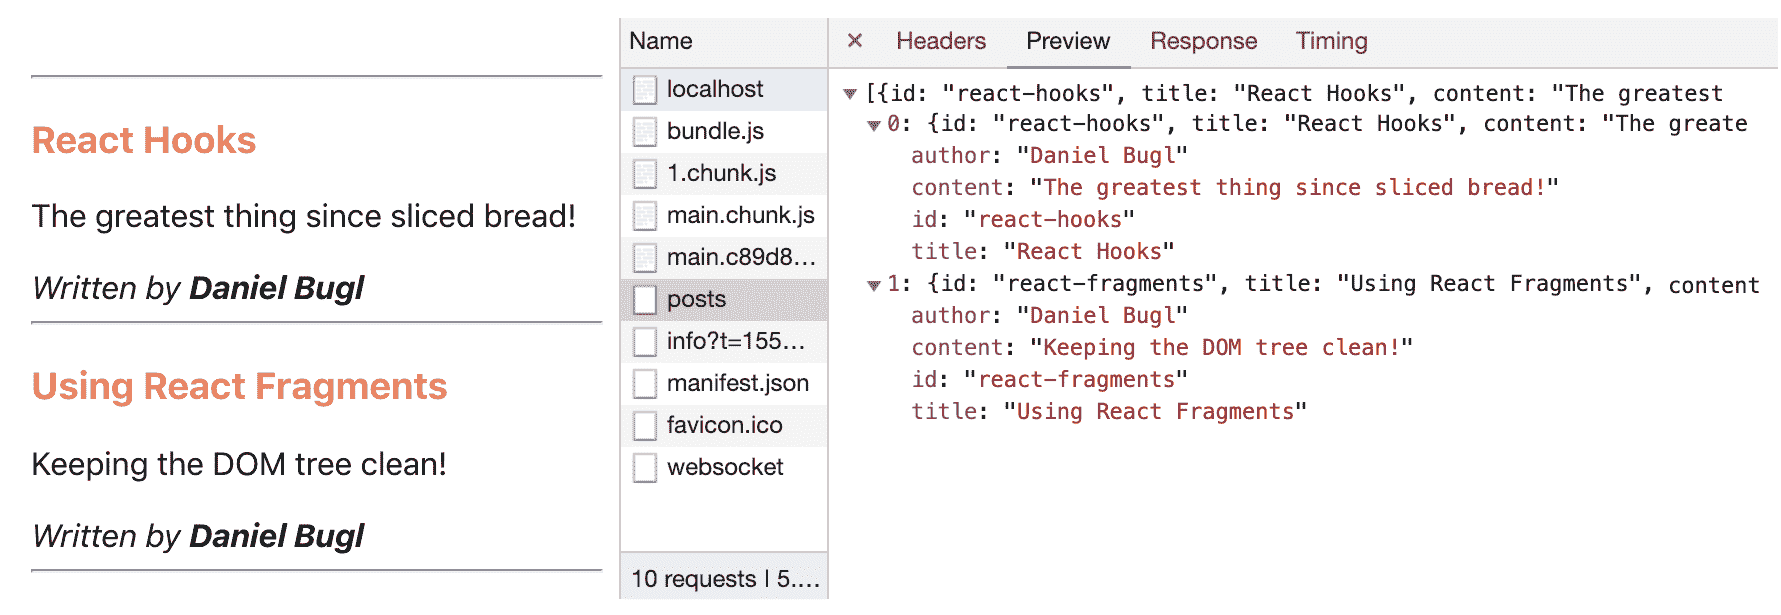 React Hooks
The greatest thing since sliced bread!
Written by Daniel Bugl
Using React Fragments
Keeping the DOM tree clean!
Written by Daniel Bugl
Name
localhost
bundle.js
1.chunk.js
main.chunk.js
main.c89d8...
posts
info?t=155...
manifest.json
favicon.ico
websocket
10 requests | 5....
× Headers Preview Response Timing
▼ [{id: "react-hooks", title: "React Hooks", content: "The greatest
▼ 0: {id: "react-hooks", title: "React Hooks", content: "The greate
author: "Daniel Bugl"
content: "The greatest thing since sliced bread!"
id: "react-hooks"
title: "React Hooks"
▼ 1: {id: "react-fragments", title: "Using React Fragments", content
author: "Daniel Bugl"
content: "Keeping the DOM tree clean!"
id: "react-fragments"
title: "Using React Fragments"